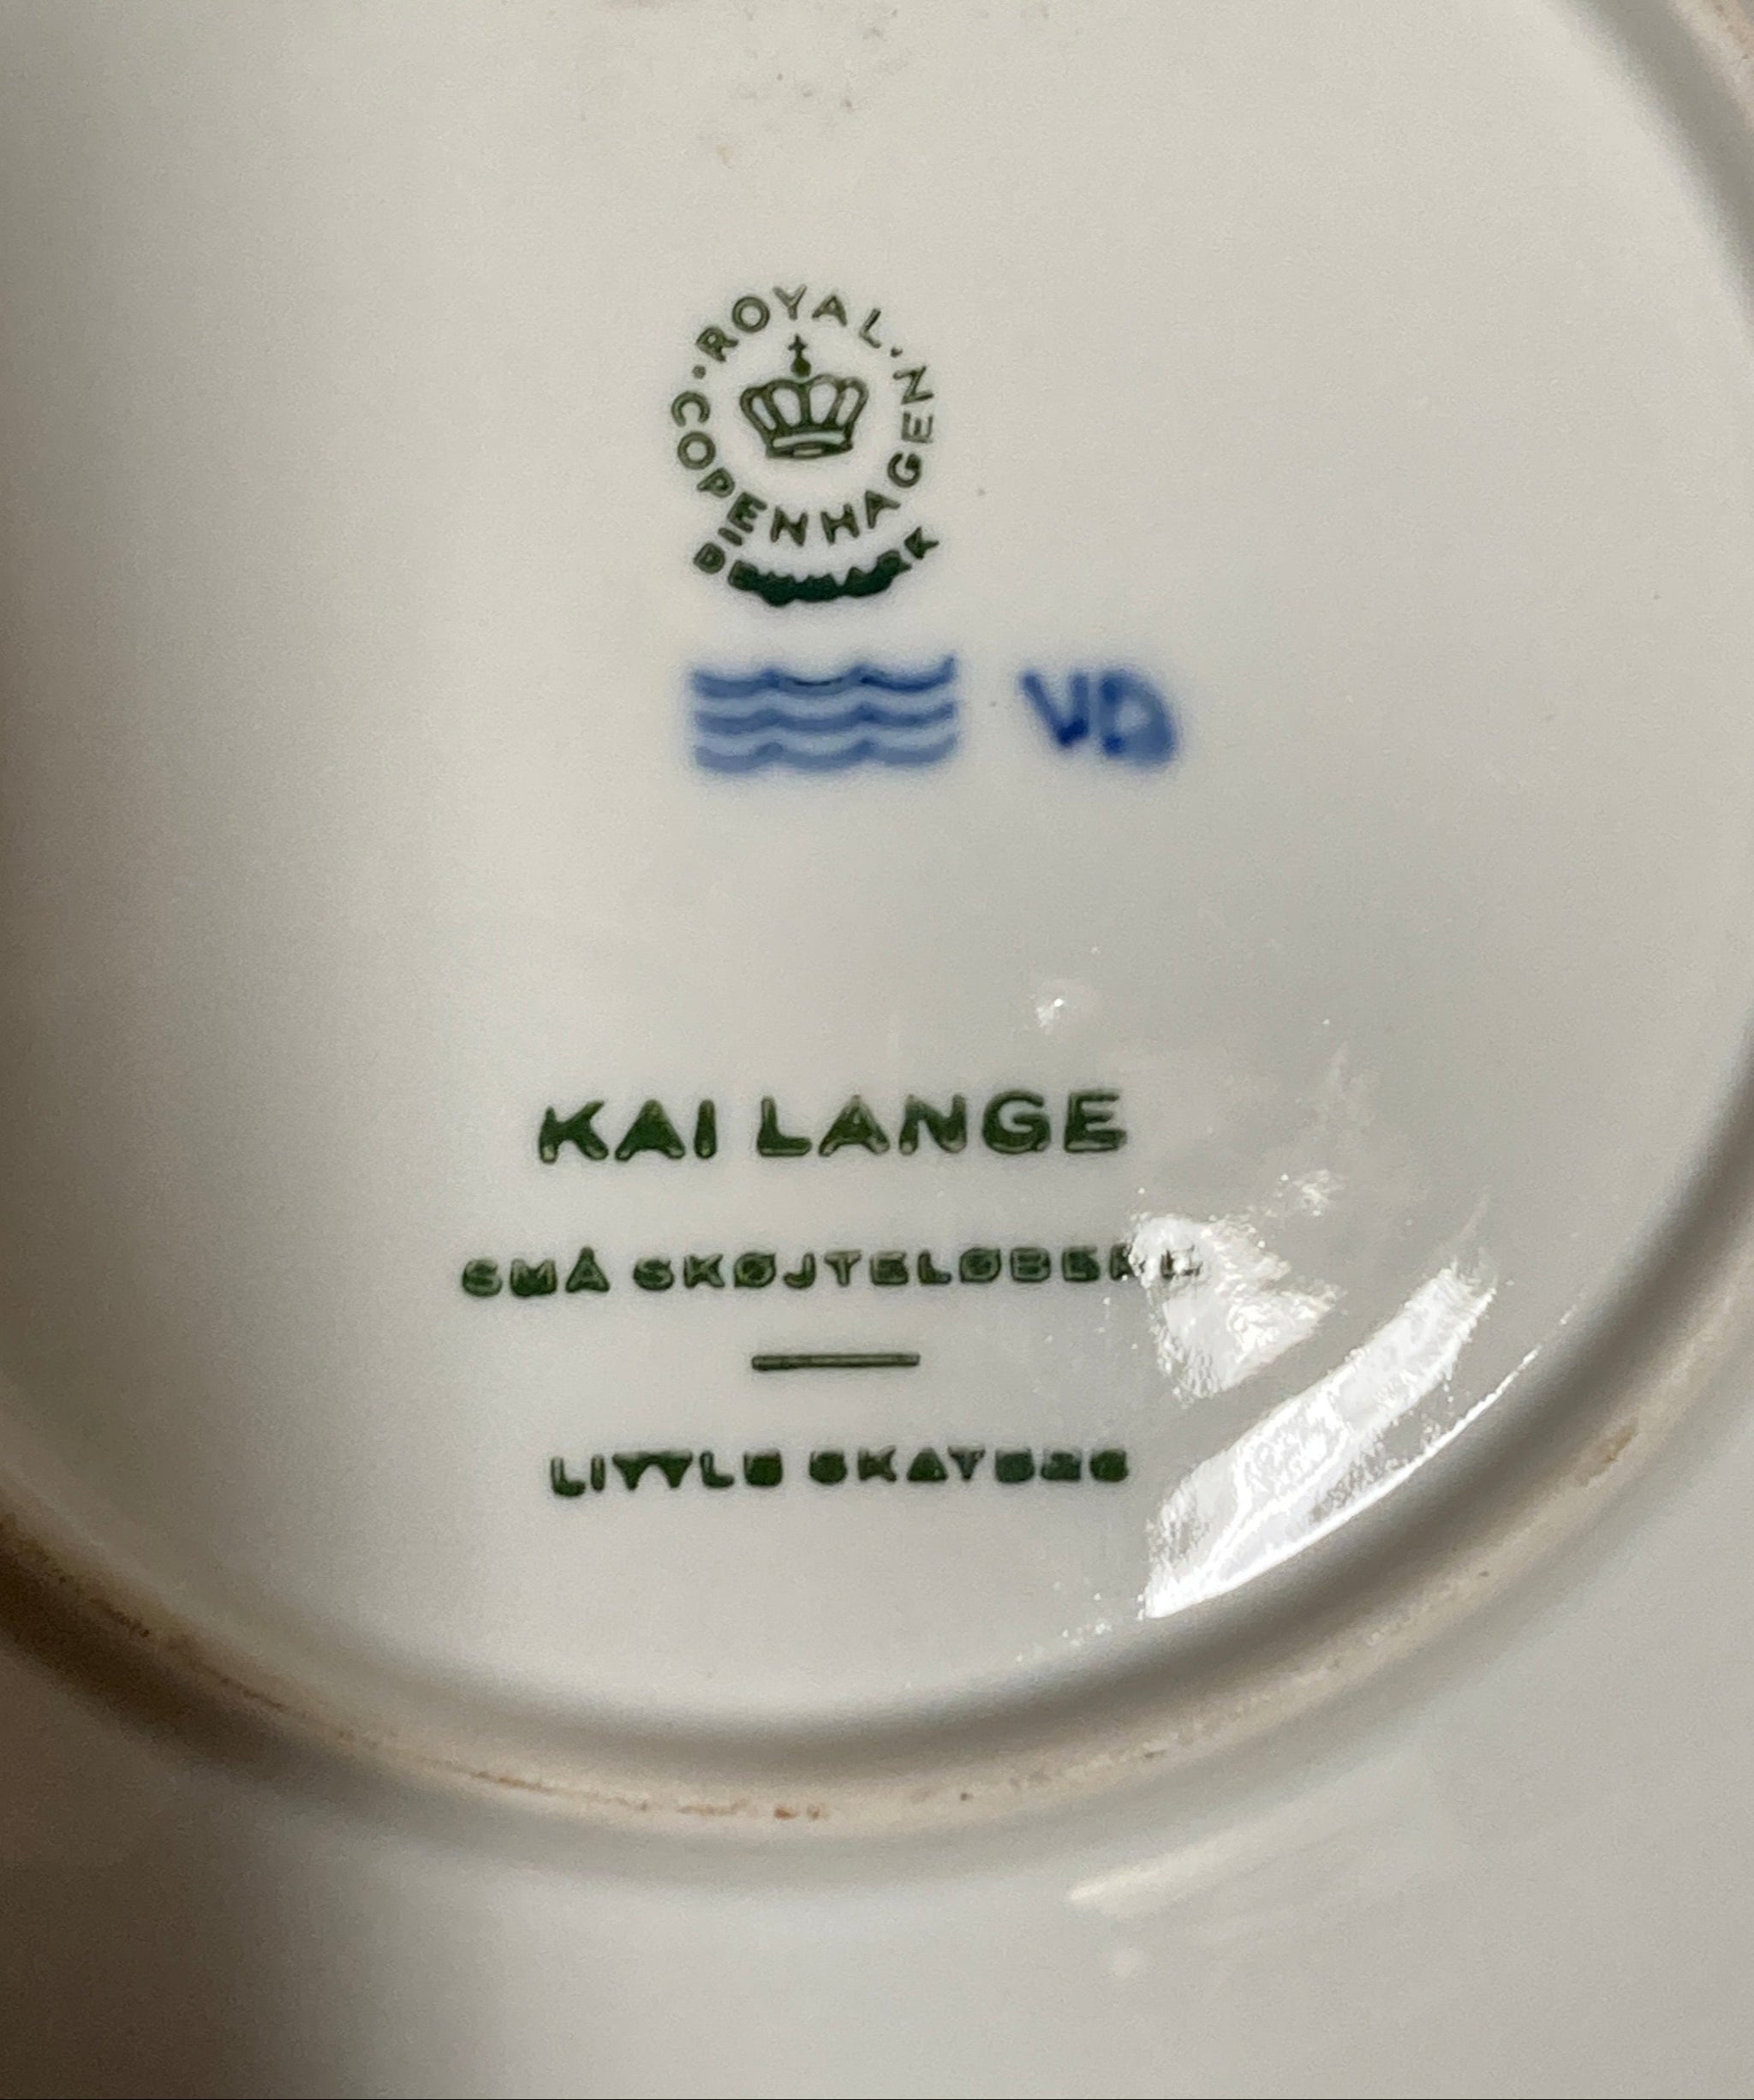 ROYAL
COPENHAGEN
DENMARK
VD
KAI LANGE
SMÅ SKØJTELØBERE
LITTLE SKATERS